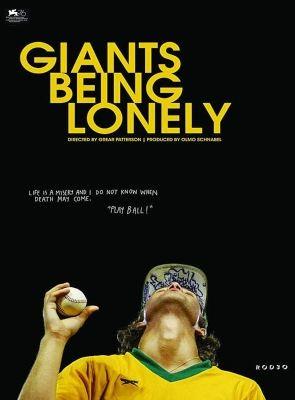 GIANTS
BEING
LONELY
DIRECTED BY GREAR PATTERSON | PRODUCED BY OLMO SCHNABEL
LIFE IS A MISERY AND I DO NOT KNOW WHEN
DEATH MAY COME.
"PLAY BALL!"
RODEO